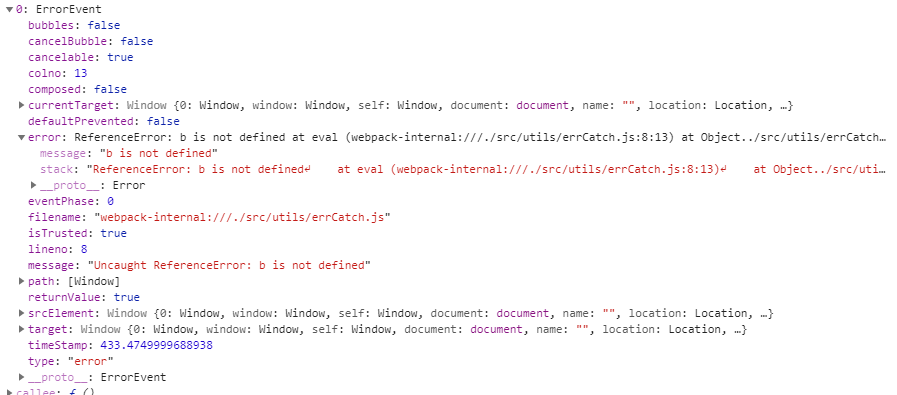 0: ErrorEvent
bubbles: false
cancelBubble: false
cancelable: true
colno: 13
composed: false
currentTarget: Window {0: Window, window: Window, self: Window, document: document, name: "", location: Location, …}
defaultPrevented: false
error: ReferenceError: b is not defined at eval (webpack-internal:///./src/utils/errCatch.js:8:13) at Object../src/utils/errCatch…
message: "b is not defined"
stack: "ReferenceError: b is not defined↵    at eval (webpack-internal:///./src/utils/errCatch.js:8:13)↵    at Object../src/uti…
__proto__: Error
eventPhase: 0
filename: "webpack-internal:///./src/utils/errCatch.js"
isTrusted: true
lineno: 8
message: "Uncaught ReferenceError: b is not defined"
path: [Window]
returnValue: true
srcElement: Window {0: Window, window: Window, self: Window, document: document, name: "", location: Location, …}
target: Window {0: Window, window: Window, self: Window, document: document, name: "", location: Location, …}
timeStamp: 433.4749999688938
type: "error"
__proto__: ErrorEvent
callee: ƒ ()